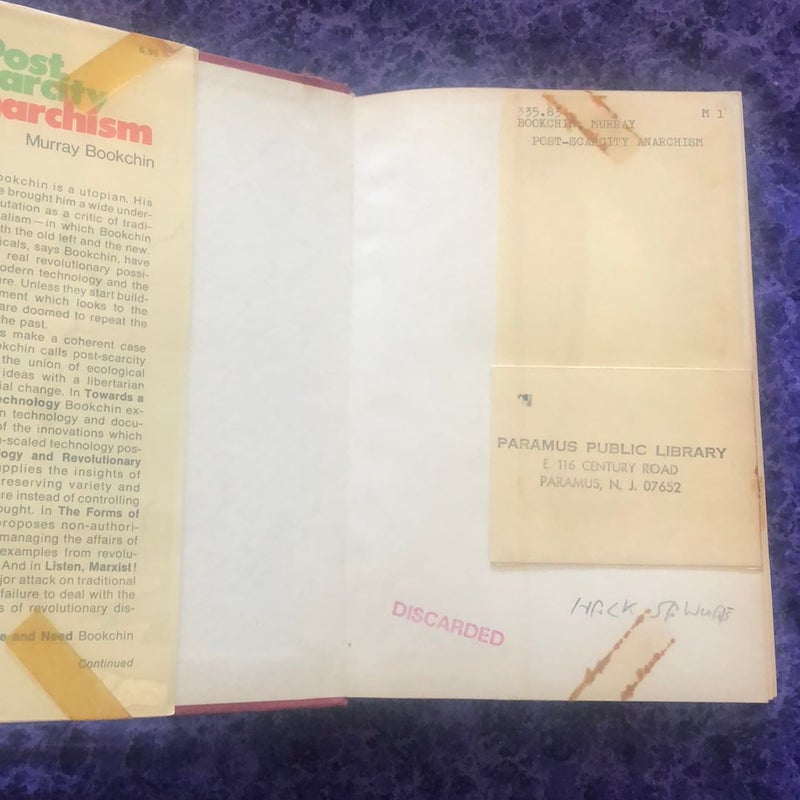 6.95
Post
Scarcity
Anarchism
Murray Bookchin
ookchin is a utopian. His
e brought him a wide under-
utation as a critic of tradi-
alism—in which Bookchin
th the old left and the new.
icals, says Bookchin, have
real revolutionary possi-
odern technology and the
ure. Unless they start build-
ment which looks to the
are doomed to repeat the
he past.
s make a coherent case
okchin calls post-scarcity
the union of ecological
ideas with a libertarian
ial change. In Towards a
echnology Bookchin ex-
n technology and docu-
of the innovations which
-scaled technology pos-
ogy and Revolutionary
applies the insights of
reserving variety and
re instead of controlling
ought. In The Forms of
proposes non-authori-
managing the affairs of
examples from revolu-
And in Listen, Marxist!
jor attack on traditional
failure to deal with the
s of revolutionary dis-
e and Need Bookchin
Continued
335.83
M 1
BOOKCHIN, MURRAY
POST-SCARCITY ANARCHISM
PARAMUS PUBLIC LIBRARY
E. 116 CENTURY ROAD
PARAMUS, N. J. 07652
DISCARDED